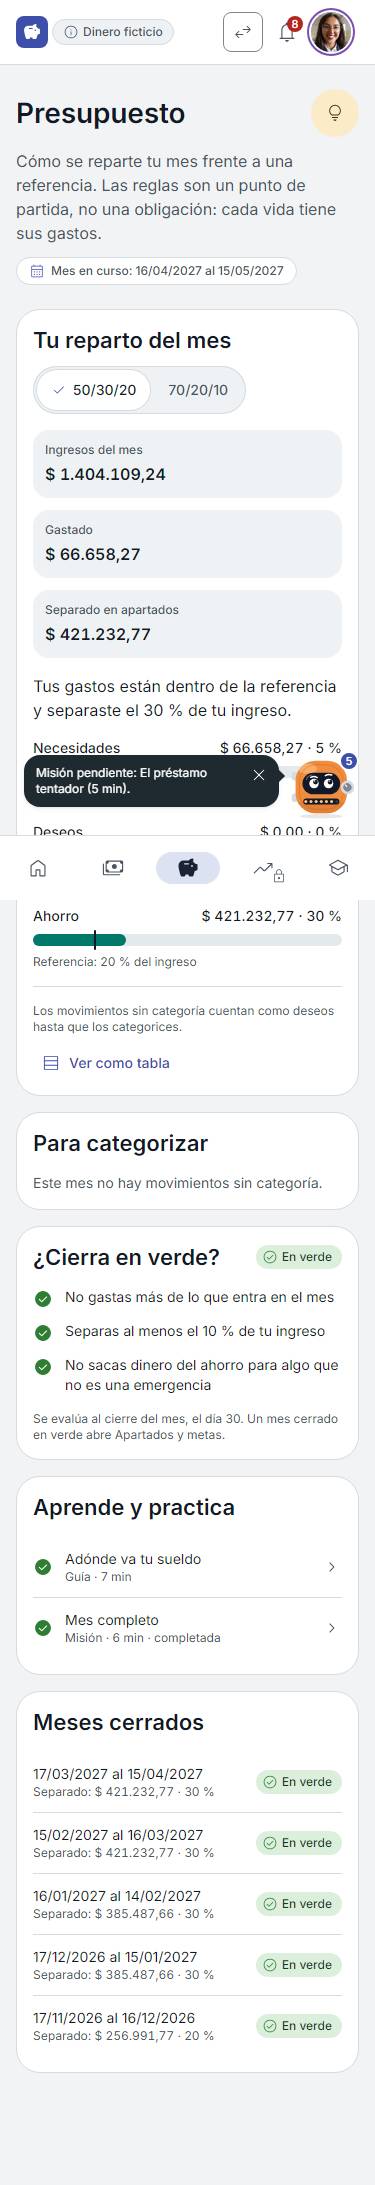 Dinero ficticio
8
Presupuesto
Cómo se reparte tu mes frente a una
referencia. Las reglas son un punto de
partida, no una obligación: cada vida tiene
sus gastos.
Mes en curso: 16/04/2027 al 15/05/2027
Tu reparto del mes
50/30/20
70/20/10
Ingresos del mes
$ 1.404.109,24
Gastado
$ 66.658,27
Separado en apartados
$ 421.232,77
Tus gastos están dentro de la referencia
y separaste el 30 % de tu ingreso.
Necesidades $ 66.658,27 · 5 %
5
Misión pendiente: El préstamo
tentador (5 min).
Deseos $ 0,00 · 0 %
Ahorro $ 421.232,77 · 30 %
Referencia: 20 % del ingreso
Los movimientos sin categoría cuentan como deseos
hasta que los categorices.
Ver como tabla
Para categorizar
Este mes no hay movimientos sin categoría.
¿Cierra en verde?
En verde
No gastas más de lo que entra en el mes
Separas al menos el 10 % de tu ingreso
No sacas dinero del ahorro para algo que
no es una emergencia
Se evalúa al cierre del mes, el día 30. Un mes cerrado
en verde abre Apartados y metas.
Aprende y practica
Adónde va tu sueldo
Guía · 7 min
Mes completo
Misión · 6 min · completada
Meses cerrados
17/03/2027 al 15/04/2027
Separado: $ 421.232,77 · 30 %
En verde
15/02/2027 al 16/03/2027
Separado: $ 421.232,77 · 30 %
En verde
16/01/2027 al 14/02/2027
Separado: $ 385.487,66 · 30 %
En verde
17/12/2026 al 15/01/2027
Separado: $ 385.487,66 · 30 %
En verde
17/11/2026 al 16/12/2026
Separado: $ 256.991,77 · 20 %
En verde